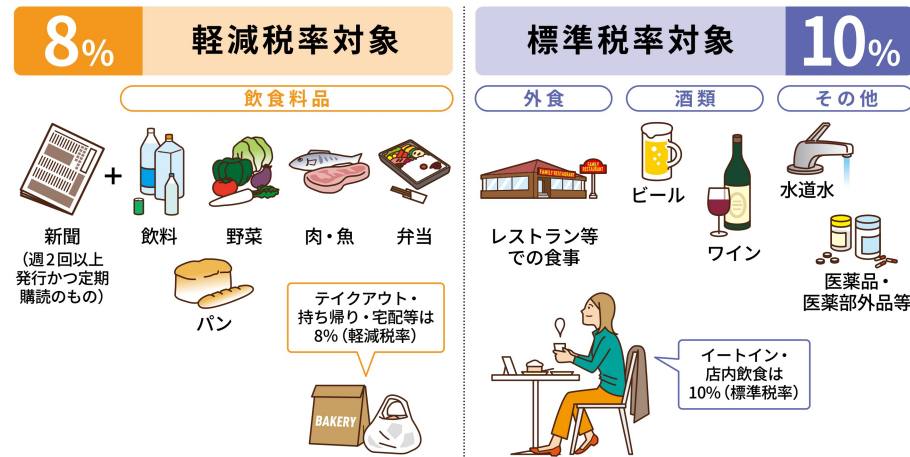 8%
軽減税率対象
飲食料品
新聞
（週2回以上
発行かつ定期
購読のもの）
+
飲料
野菜
肉・魚
弁当
パン
テイクアウト・
持ち帰り・宅配等は
8%（軽減税率）
BAKERY
標準税率対象
10%
外食
酒類
その他
FAMILY RESTAURANT
FAMILY
RESTAURANT
レストラン等
での食事
ビール
ワイン
水道水
医薬品・
医薬部外品等
イートイン・
店内飲食は
10%（標準税率）